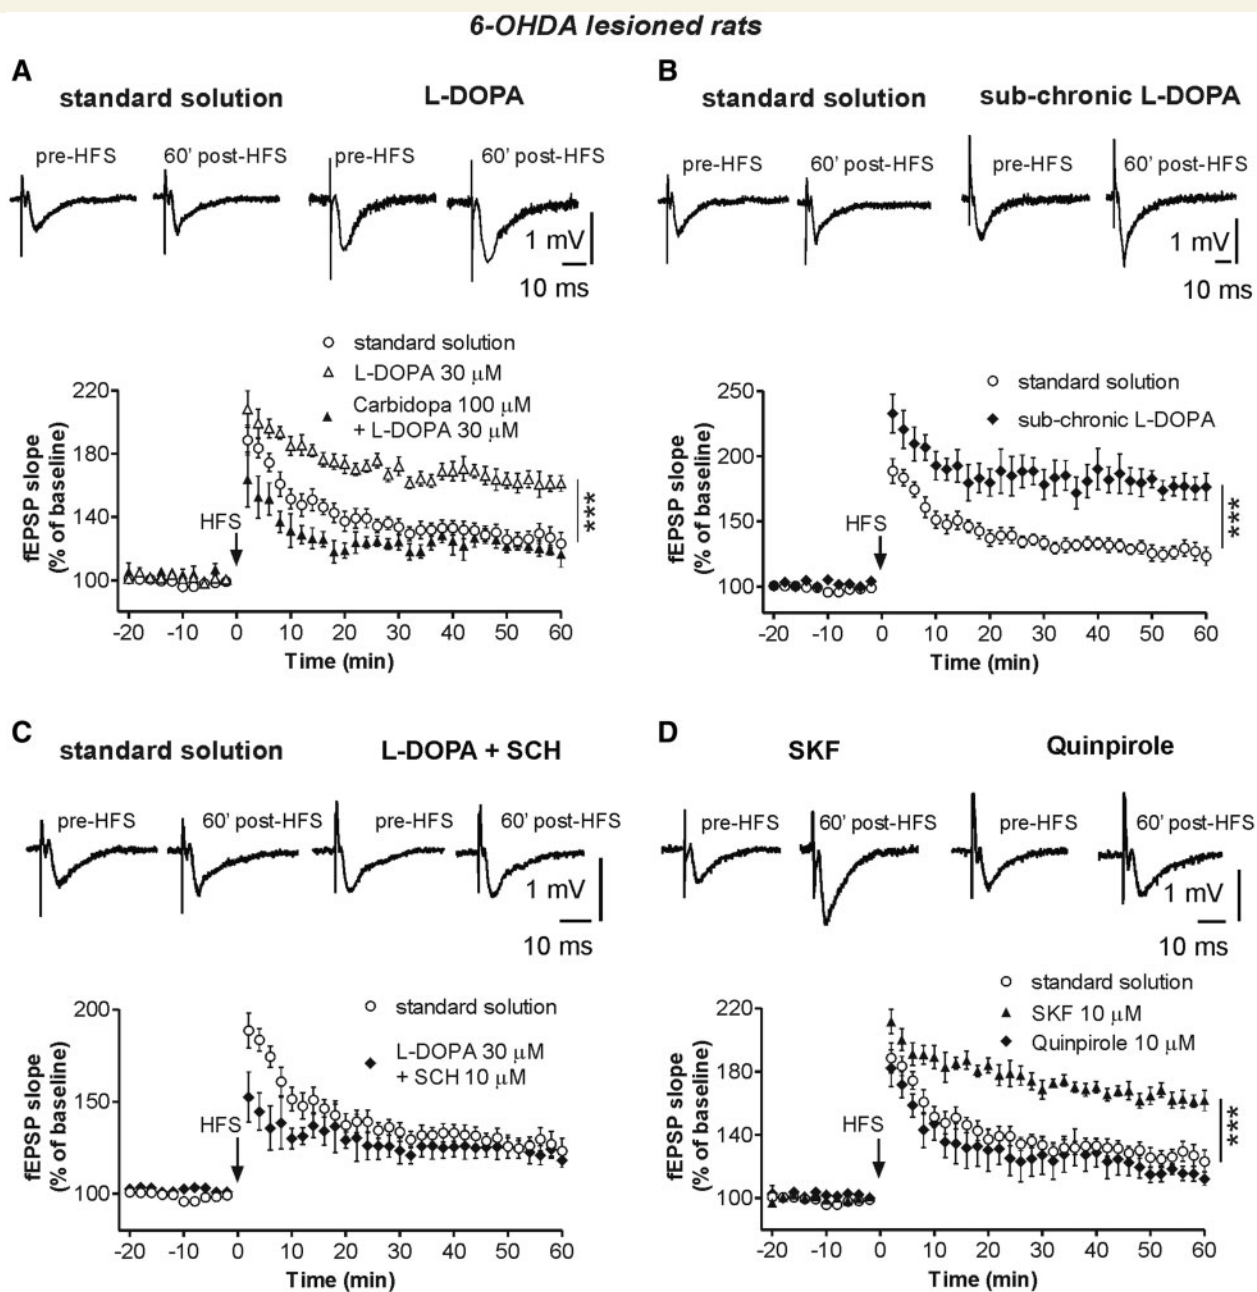 6-OHDA lesioned rats
A
standard solution
L-DOPA
pre-HFS
60' post-HFS
pre-HFS
60' post-HFS
1 mV
10 ms
standard solution
L-DOPA 30 µM
Carbidopa 100 µM
+ L-DOPA 30 µM
fEPSP slope
(% of baseline)
220
180
140
100
HFS
***
-20
-10
0
10
20
30
40
50
60
Time (min)
B
standard solution
sub-chronic L-DOPA
pre-HFS
60' post-HFS
pre-HFS
60' post-HFS
1 mV
10 ms
standard solution
sub-chronic L-DOPA
fEPSP slope
(% of baseline)
250
200
150
100
HFS
***
-20
-10
0
10
20
30
40
50
60
Time (min)
C
standard solution
L-DOPA + SCH
pre-HFS
60' post-HFS
pre-HFS
60' post-HFS
1 mV
10 ms
standard solution
L-DOPA 30 µM
+ SCH 10 µM
fEPSP slope
(% of baseline)
200
150
100
HFS
-20
-10
0
10
20
30
40
50
60
Time (min)
D
SKF
Quinpirole
pre-HFS
60' post-HFS
pre-HFS
60' post-HFS
1 mV
10 ms
standard solution
SKF 10 µM
Quinpirole 10 µM
fEPSP slope
(% of baseline)
220
180
140
100
HFS
***
-20
-10
0
10
20
30
40
50
60
Time (min)